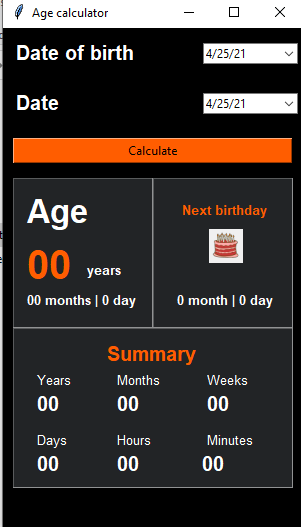 Age calculator
Date of birth 4/25/21
Date 4/25/21
Calculate
Age
Next birthday
00 years
00 months | 0 day
0 month | 0 day
Summary
Years Months Weeks
00 00 00
Days Hours Minutes
00 00 00